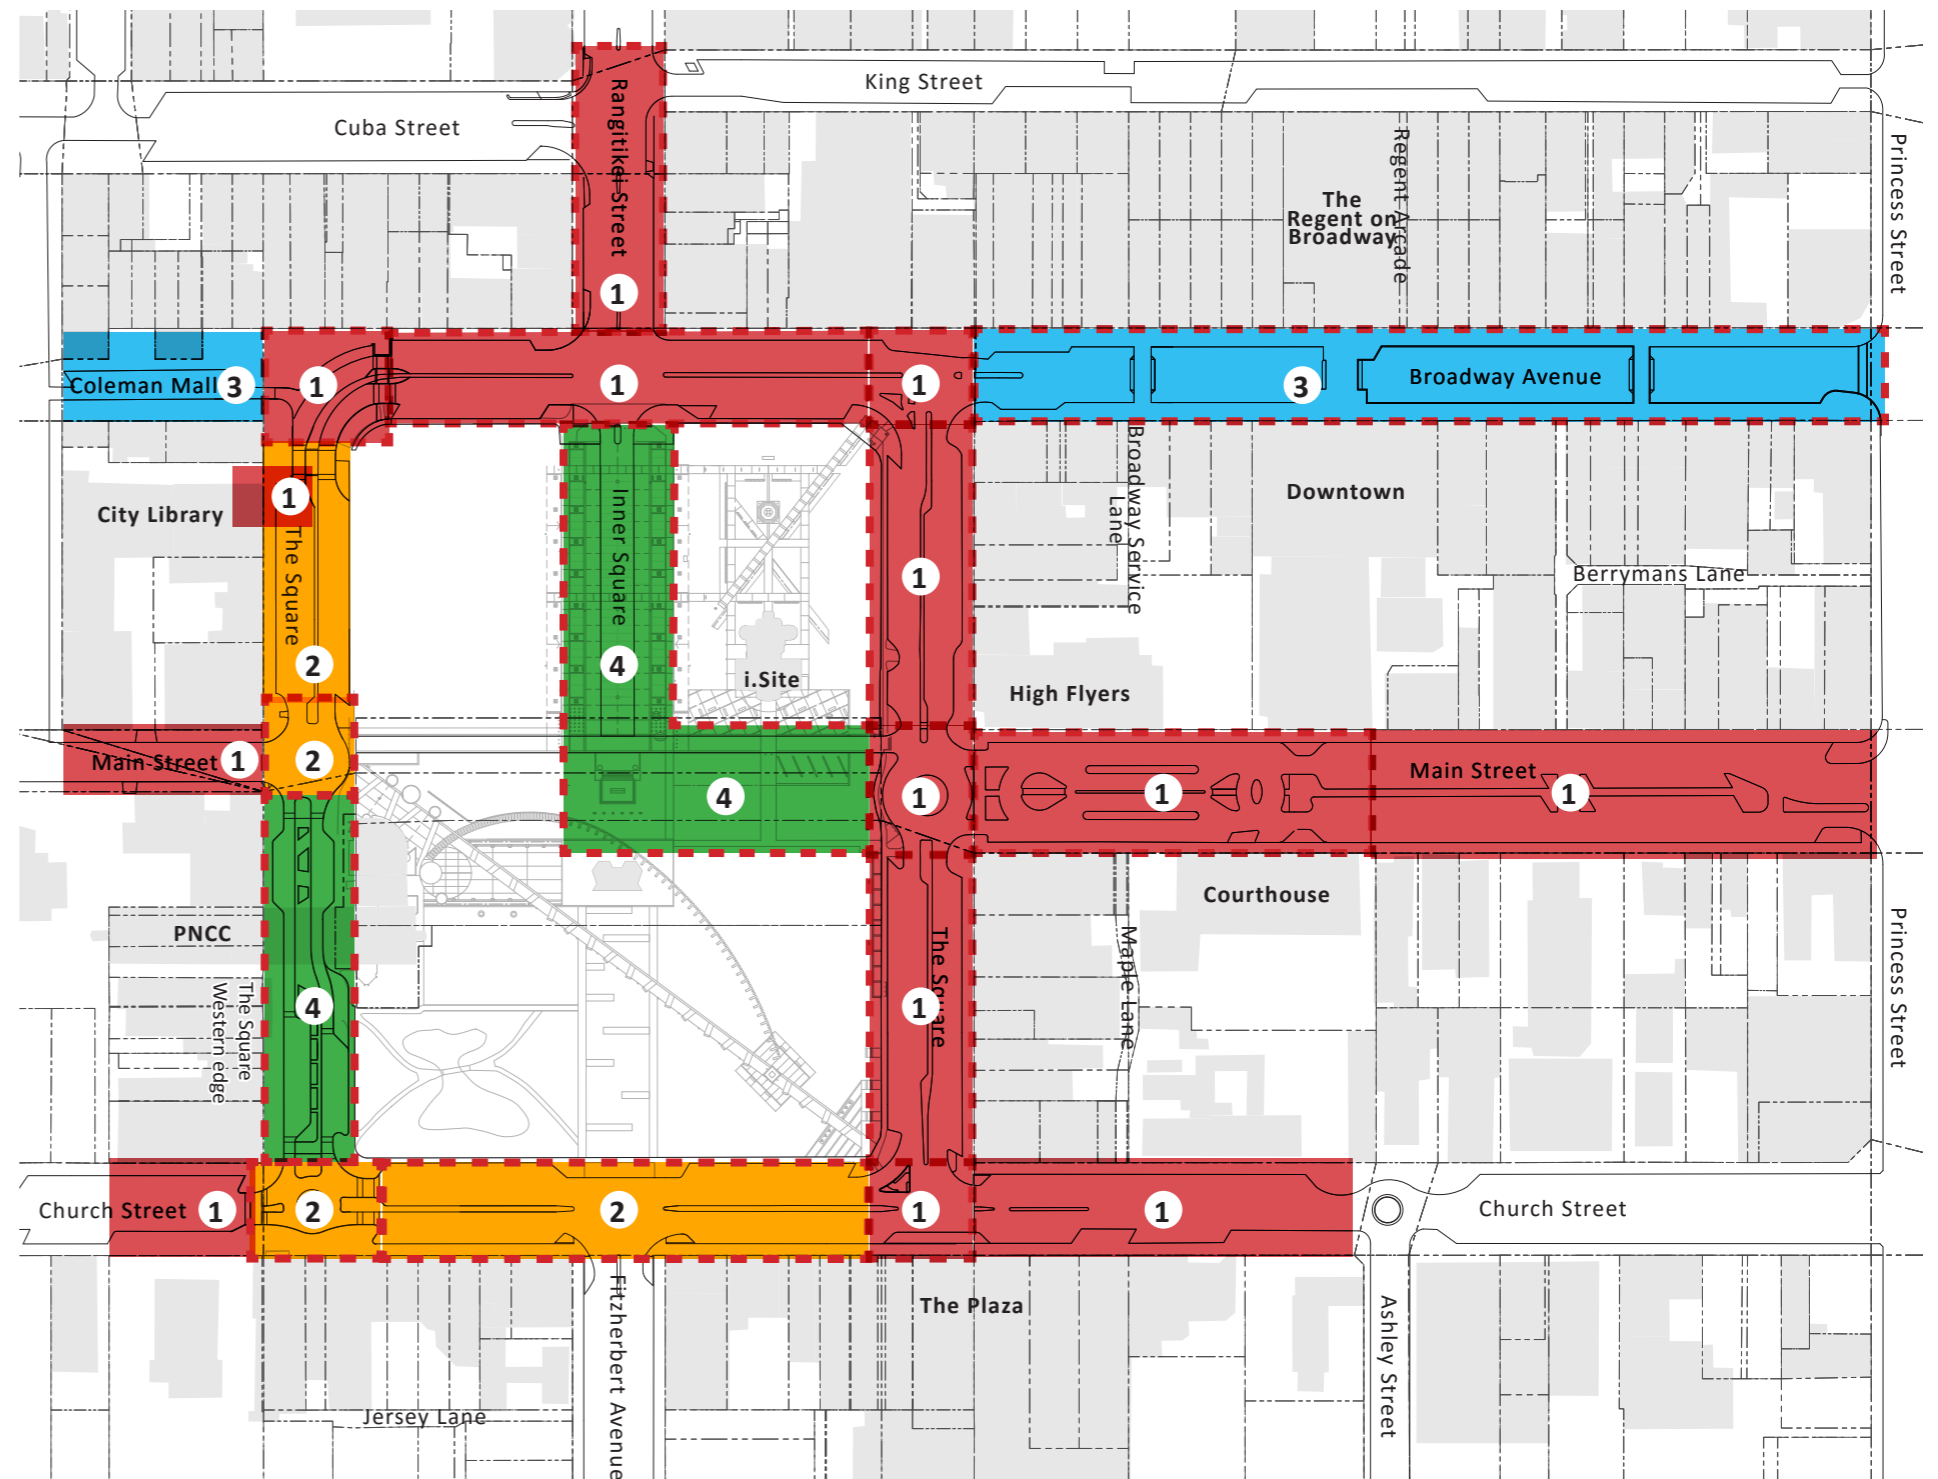 King Street
Cuba Street
Rangitikei Street
1
Regent Arcade
The
Regent on
Broadway
Princess Street
Coleman Mall
3
1
1
1
3
Broadway Avenue
1
City Library
The Square
Inner Square
1
Broadway Service
Lane
Downtown
Berrymans Lane
2
4
i.Site
High Flyers
Main Street
1
2
4
1
1
Main Street
1
Courthouse
PNCC
The Square
Western edge
4
The Square
1
Maple Lane
Princess Street
Church Street
1
2
2
1
1
Church Street
Fitzherbert Avenue
The Plaza
Ashley Street
Jersey Lane